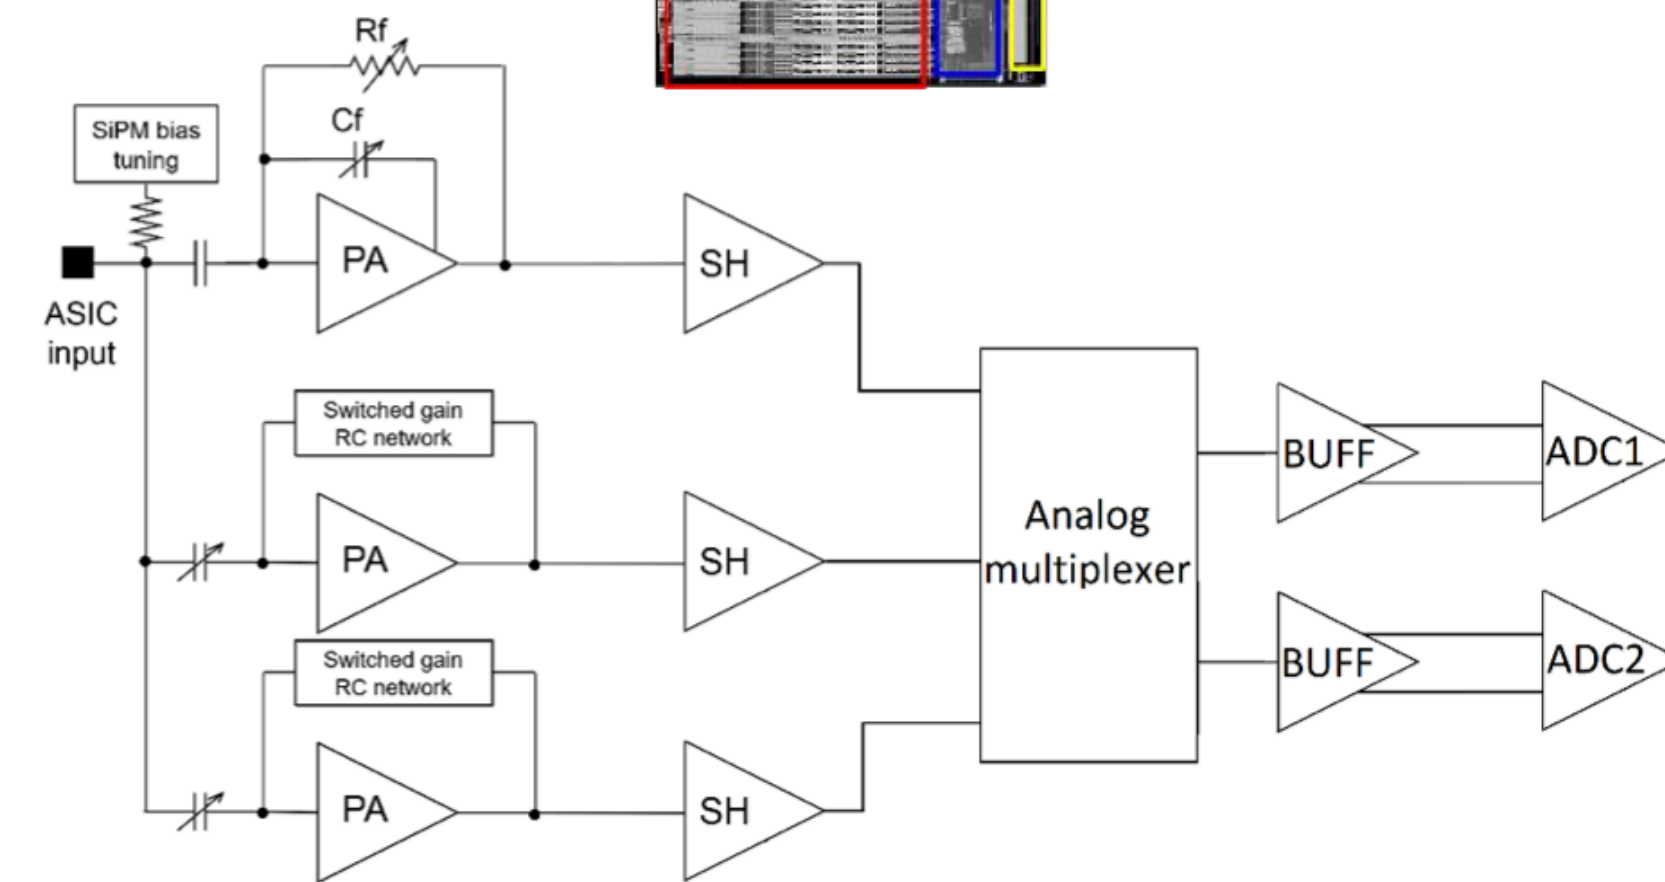 Rf
Cf
SiPM bias
tuning
PA
SH
ASIC
input
Switched gain
RC network
PA
SH
Analog
multiplexer
BUFF
ADC1
BUFF
ADC2
Switched gain
RC network
PA
SH